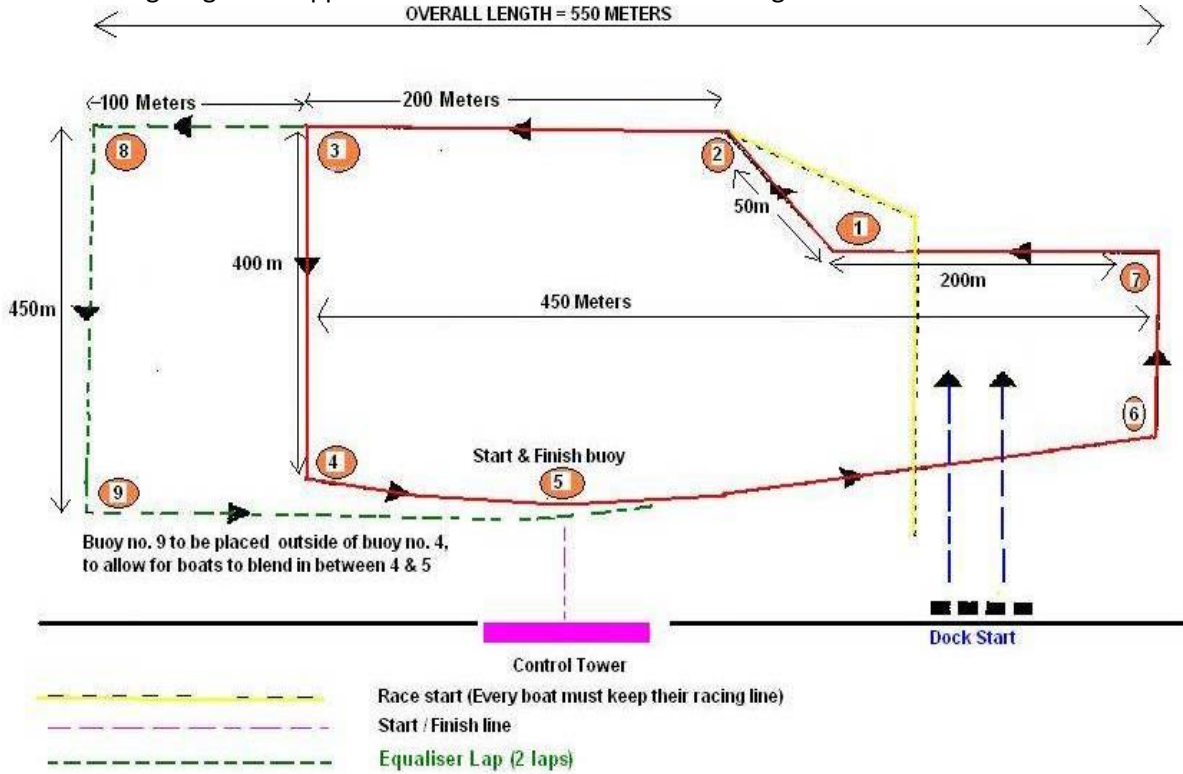 OVERALL LENGTH = 550 METERS
100 Meters
200 Meters
8
3
2
50m
1
400 m
200m
7
450m
450 Meters
6
4
Start & Finish buoy
9
5
Buoy no. 9 to be placed outside of buoy no. 4,
to allow for boats to blend in between 4 & 5
Dock Start
Control Tower
Race start (Every boat must keep their racing line)
Start / Finish line
Equaliser Lap (2 laps)